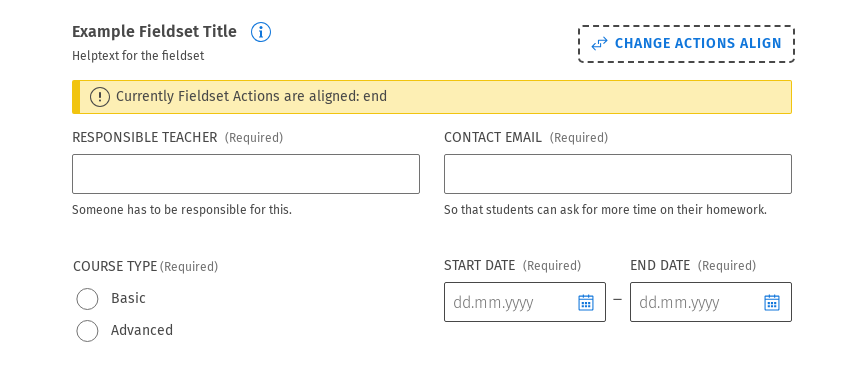 Example Fieldset Title
Helptext for the fieldset
CHANGE ACTIONS ALIGN
Currently Fieldset Actions are aligned: end
RESPONSIBLE TEACHER (Required)
Someone has to be responsible for this.
CONTACT EMAIL (Required)
So that students can ask for more time on their homework.
COURSE TYPE (Required)
Basic
Advanced
START DATE (Required)
dd.mm.yyyy
–
END DATE (Required)
dd.mm.yyyy